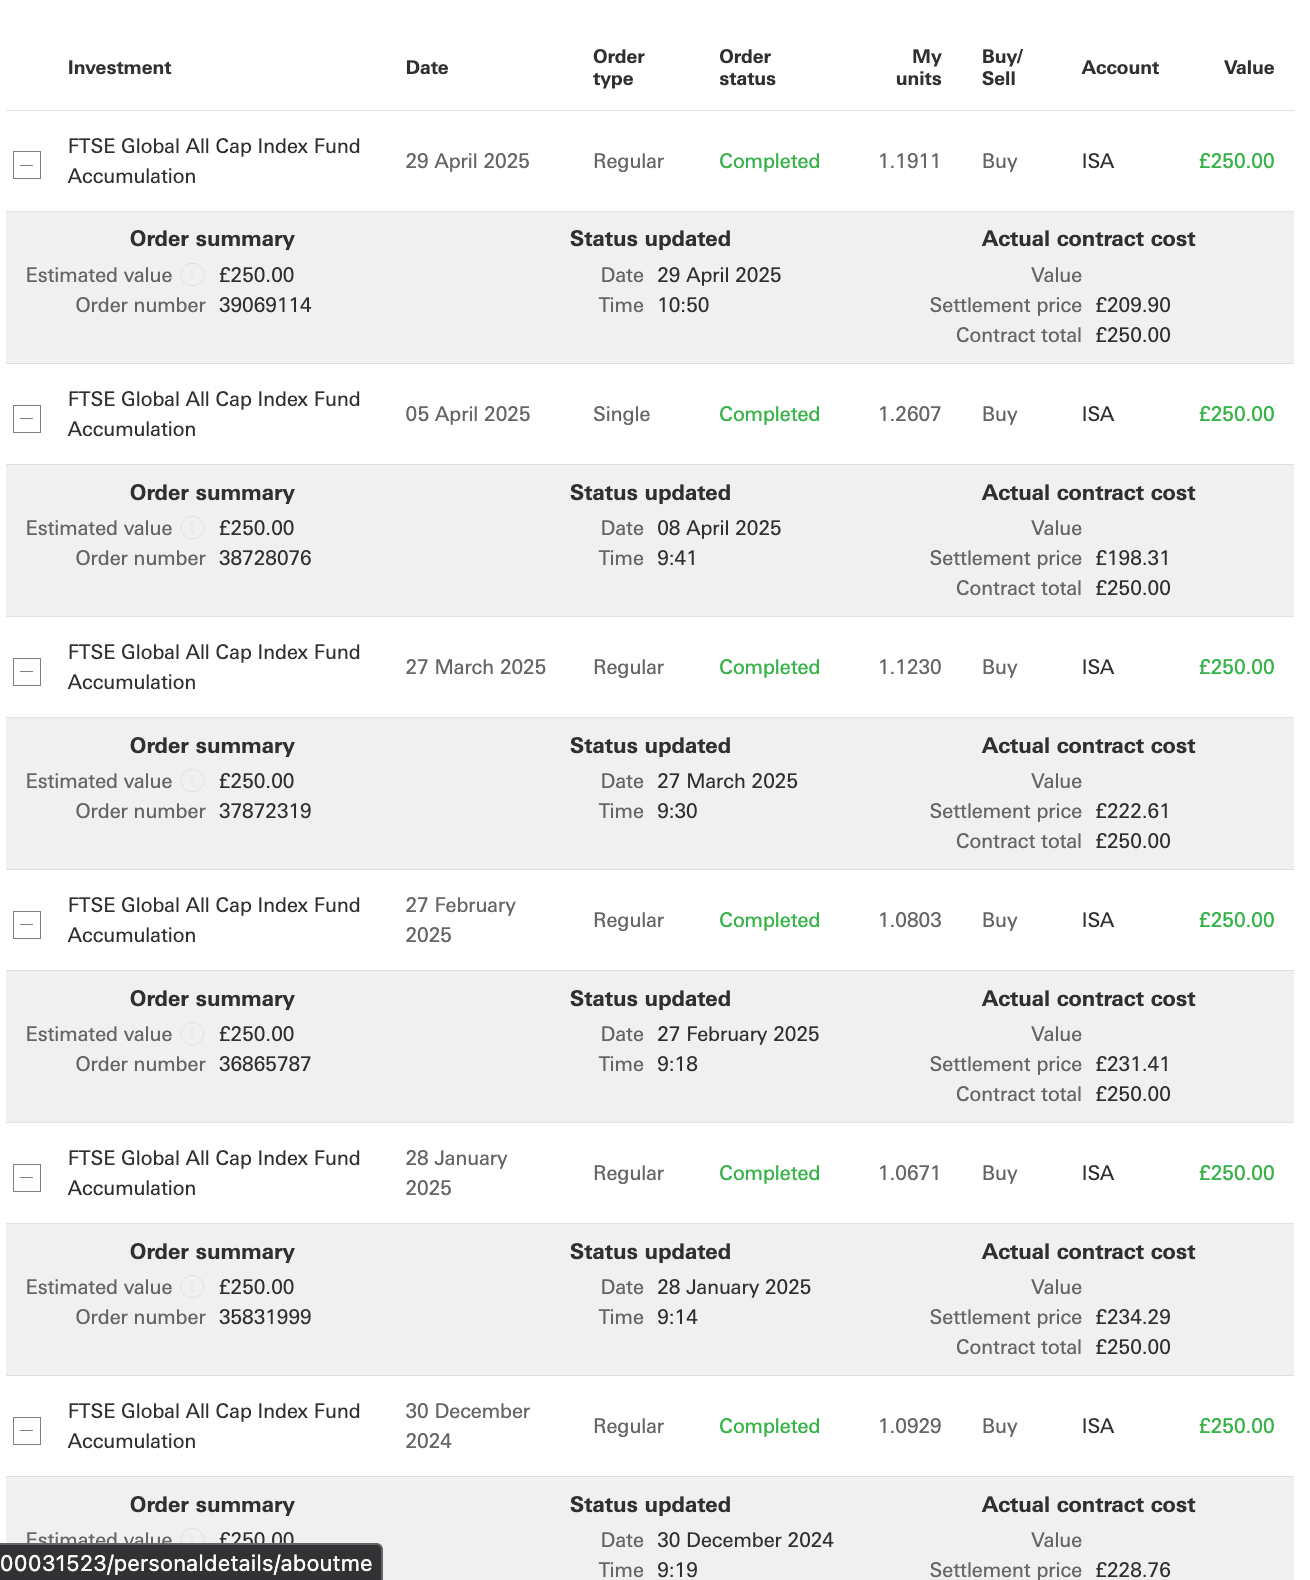 Investment Date Order type Order status My units Buy/ Sell Account Value
FTSE Global All Cap Index Fund
Accumulation
29 April 2025 Regular Completed 1.1911 Buy ISA £250.00
Order summary Status updated Actual contract cost
Estimated value £250.00 Date 29 April 2025 Value
Order number 39069114 Time 10:50 Settlement price £209.90
Contract total £250.00
FTSE Global All Cap Index Fund
Accumulation
05 April 2025 Single Completed 1.2607 Buy ISA £250.00
Order summary Status updated Actual contract cost
Estimated value £250.00 Date 08 April 2025 Value
Order number 38728076 Time 9:41 Settlement price £198.31
Contract total £250.00
FTSE Global All Cap Index Fund
Accumulation
27 March 2025 Regular Completed 1.1230 Buy ISA £250.00
Order summary Status updated Actual contract cost
Estimated value £250.00 Date 27 March 2025 Value
Order number 37872319 Time 9:30 Settlement price £222.61
Contract total £250.00
FTSE Global All Cap Index Fund
Accumulation
27 February
2025
Regular Completed 1.0803 Buy ISA £250.00
Order summary Status updated Actual contract cost
Estimated value £250.00 Date 27 February 2025 Value
Order number 36865787 Time 9:18 Settlement price £231.41
Contract total £250.00
FTSE Global All Cap Index Fund
Accumulation
28 January
2025
Regular Completed 1.0671 Buy ISA £250.00
Order summary Status updated Actual contract cost
Estimated value £250.00 Date 28 January 2025 Value
Order number 35831999 Time 9:14 Settlement price £234.29
Contract total £250.00
FTSE Global All Cap Index Fund
Accumulation
30 December
2024
Regular Completed 1.0929 Buy ISA £250.00
Order summary Status updated Actual contract cost
Estimated value £250.00 Date 30 December 2024 Value
00031523/personaldetails/aboutme Time 9:19 Settlement price £228.76